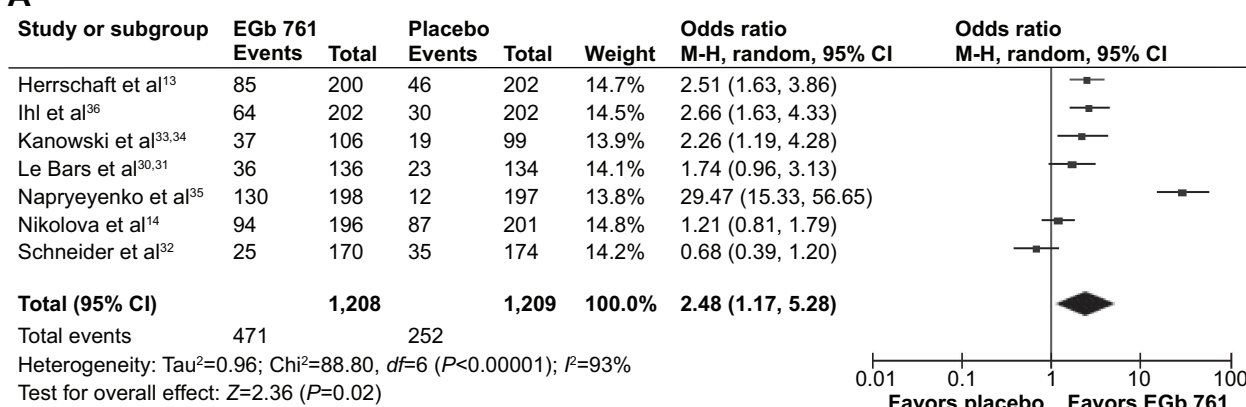 A
Study or subgroup EGb 761 Placebo Odds ratio Odds ratio
Events Total Events Total Weight M-H, random, 95% CI M-H, random, 95% CI
Herrschaft et al13 85 200 46 202 14.7% 2.51 (1.63, 3.86)
Ihl et al36 64 202 30 202 14.5% 2.66 (1.63, 4.33)
Kanowski et al33,34 37 106 19 99 13.9% 2.26 (1.19, 4.28)
Le Bars et al30,31 36 136 23 134 14.1% 1.74 (0.96, 3.13)
Napryeyenko et al35 130 198 12 197 13.8% 29.47 (15.33, 56.65)
Nikolova et al14 94 196 87 201 14.8% 1.21 (0.81, 1.79)
Schneider et al32 25 170 35 174 14.2% 0.68 (0.39, 1.20)
Total (95% CI) 1,208 1,209 100.0% 2.48 (1.17, 5.28)
Total events 471 252
Heterogeneity: Tau2=0.96; Chi2=88.80, df=6 (P<0.00001); I2=93%
Test for overall effect: Z=2.36 (P=0.02)
0.01 0.1 1 10 100
Favors placebo Favors EGb 761